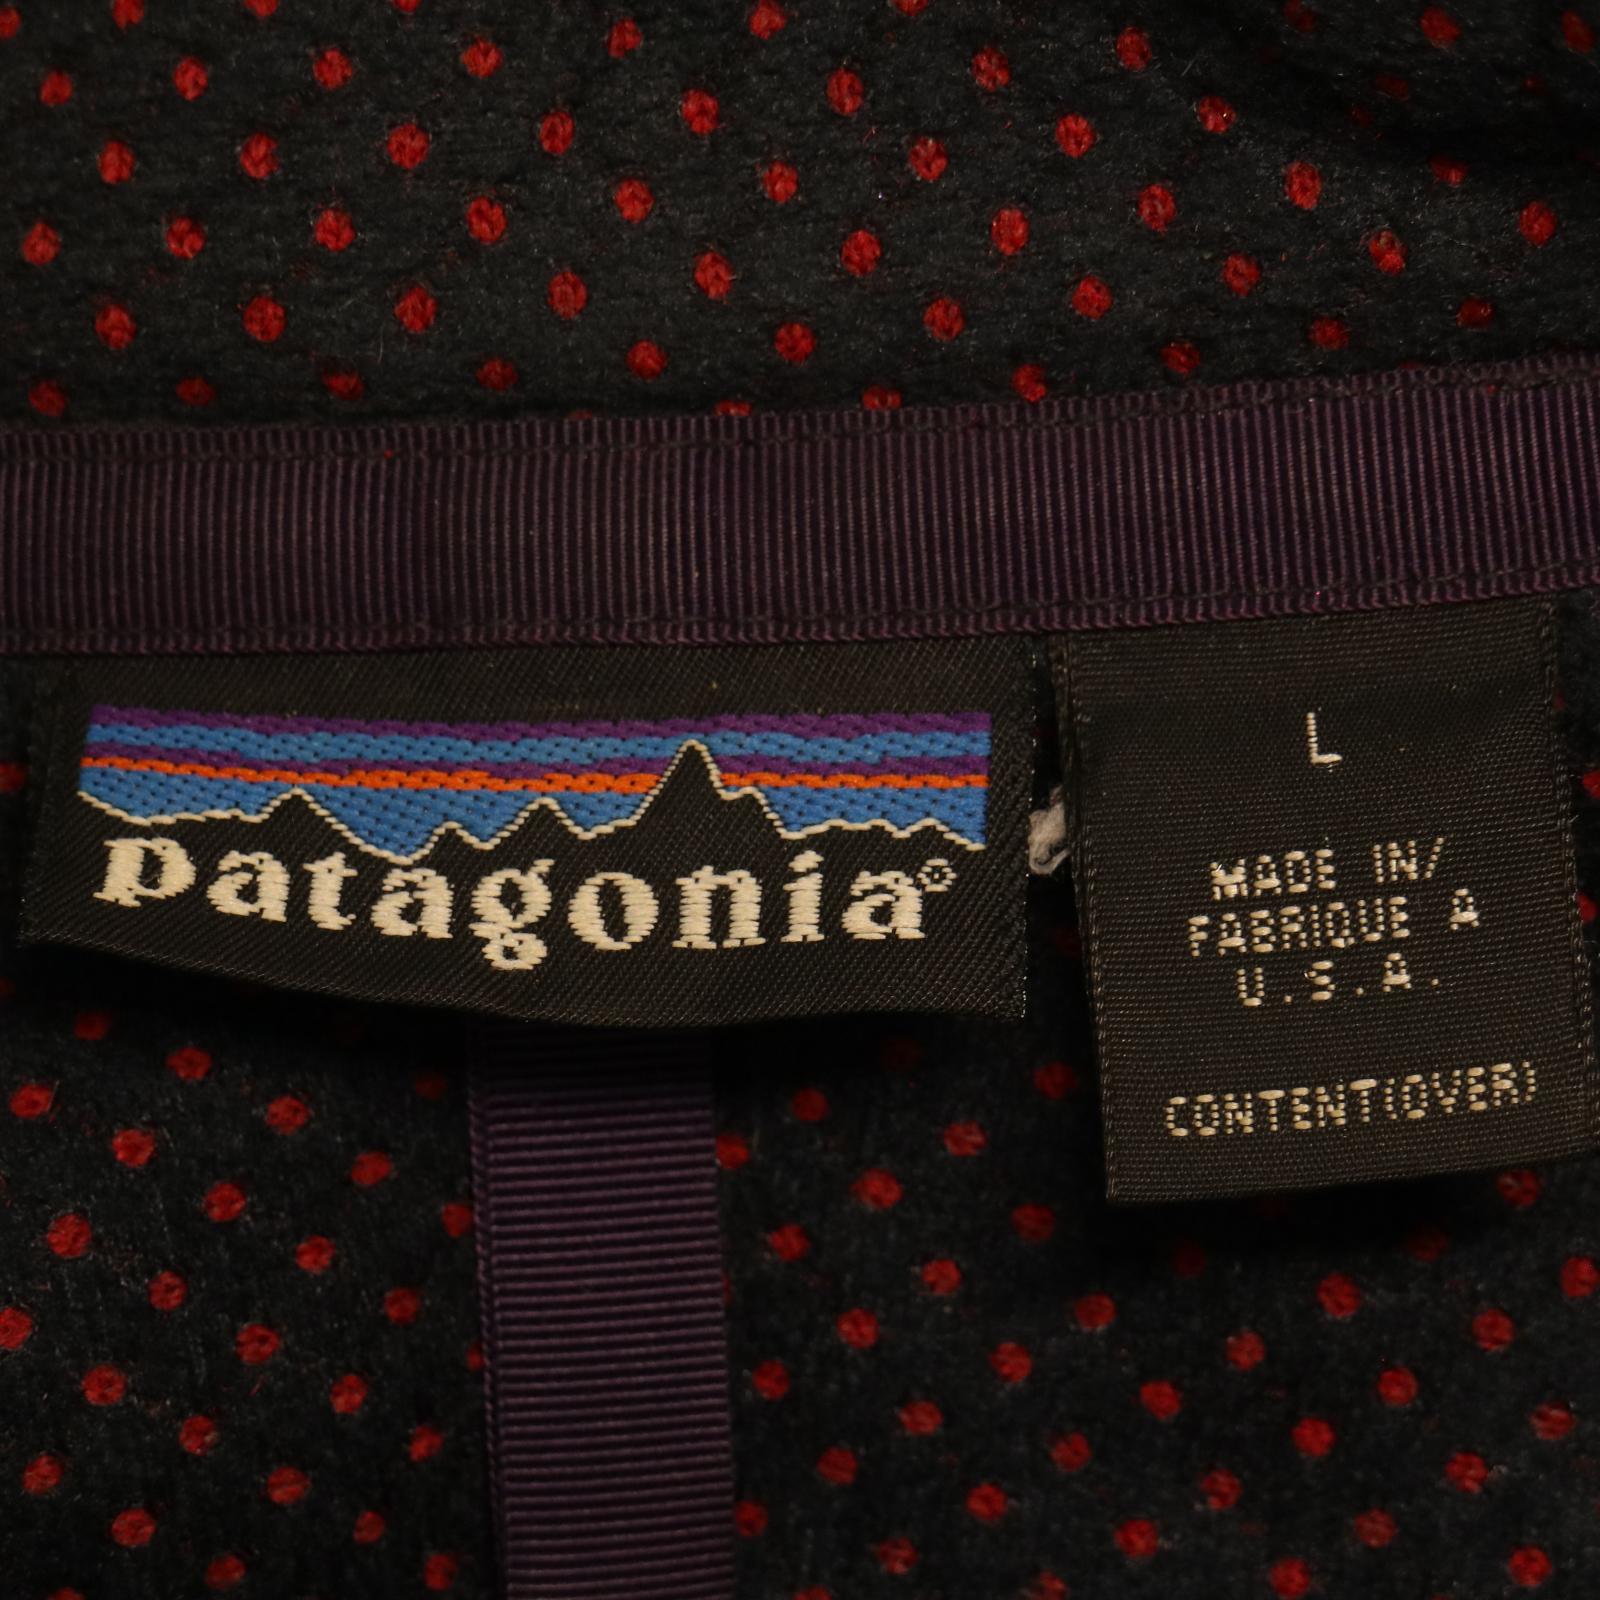 patagonia®
L
MADE IN/
FABRIQUE A
U.S.A.
CONTENT(OVER)